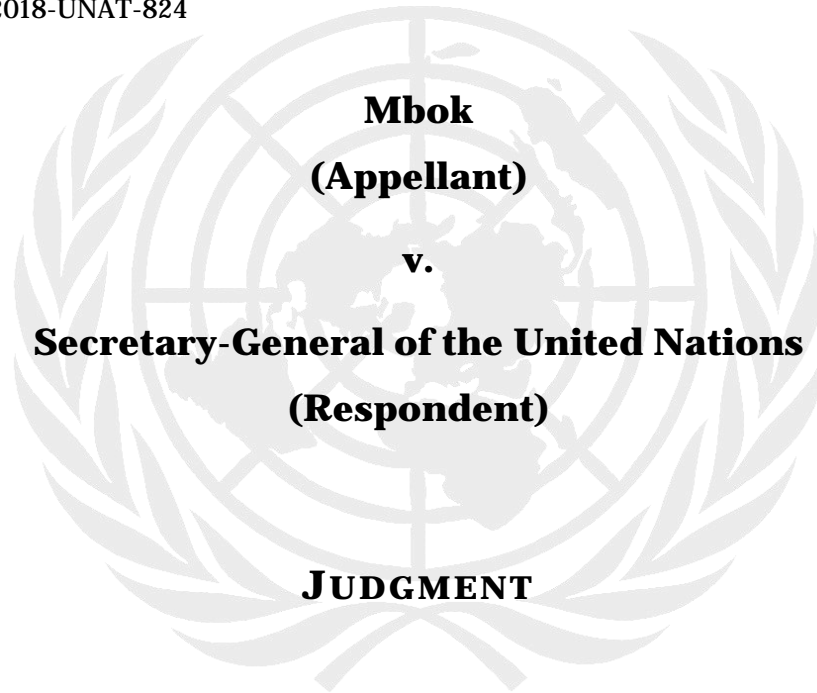 2018-UNAT-824
Mbok
(Appellant)
v.
Secretary-General of the United Nations
(Respondent)
JUDGMENT